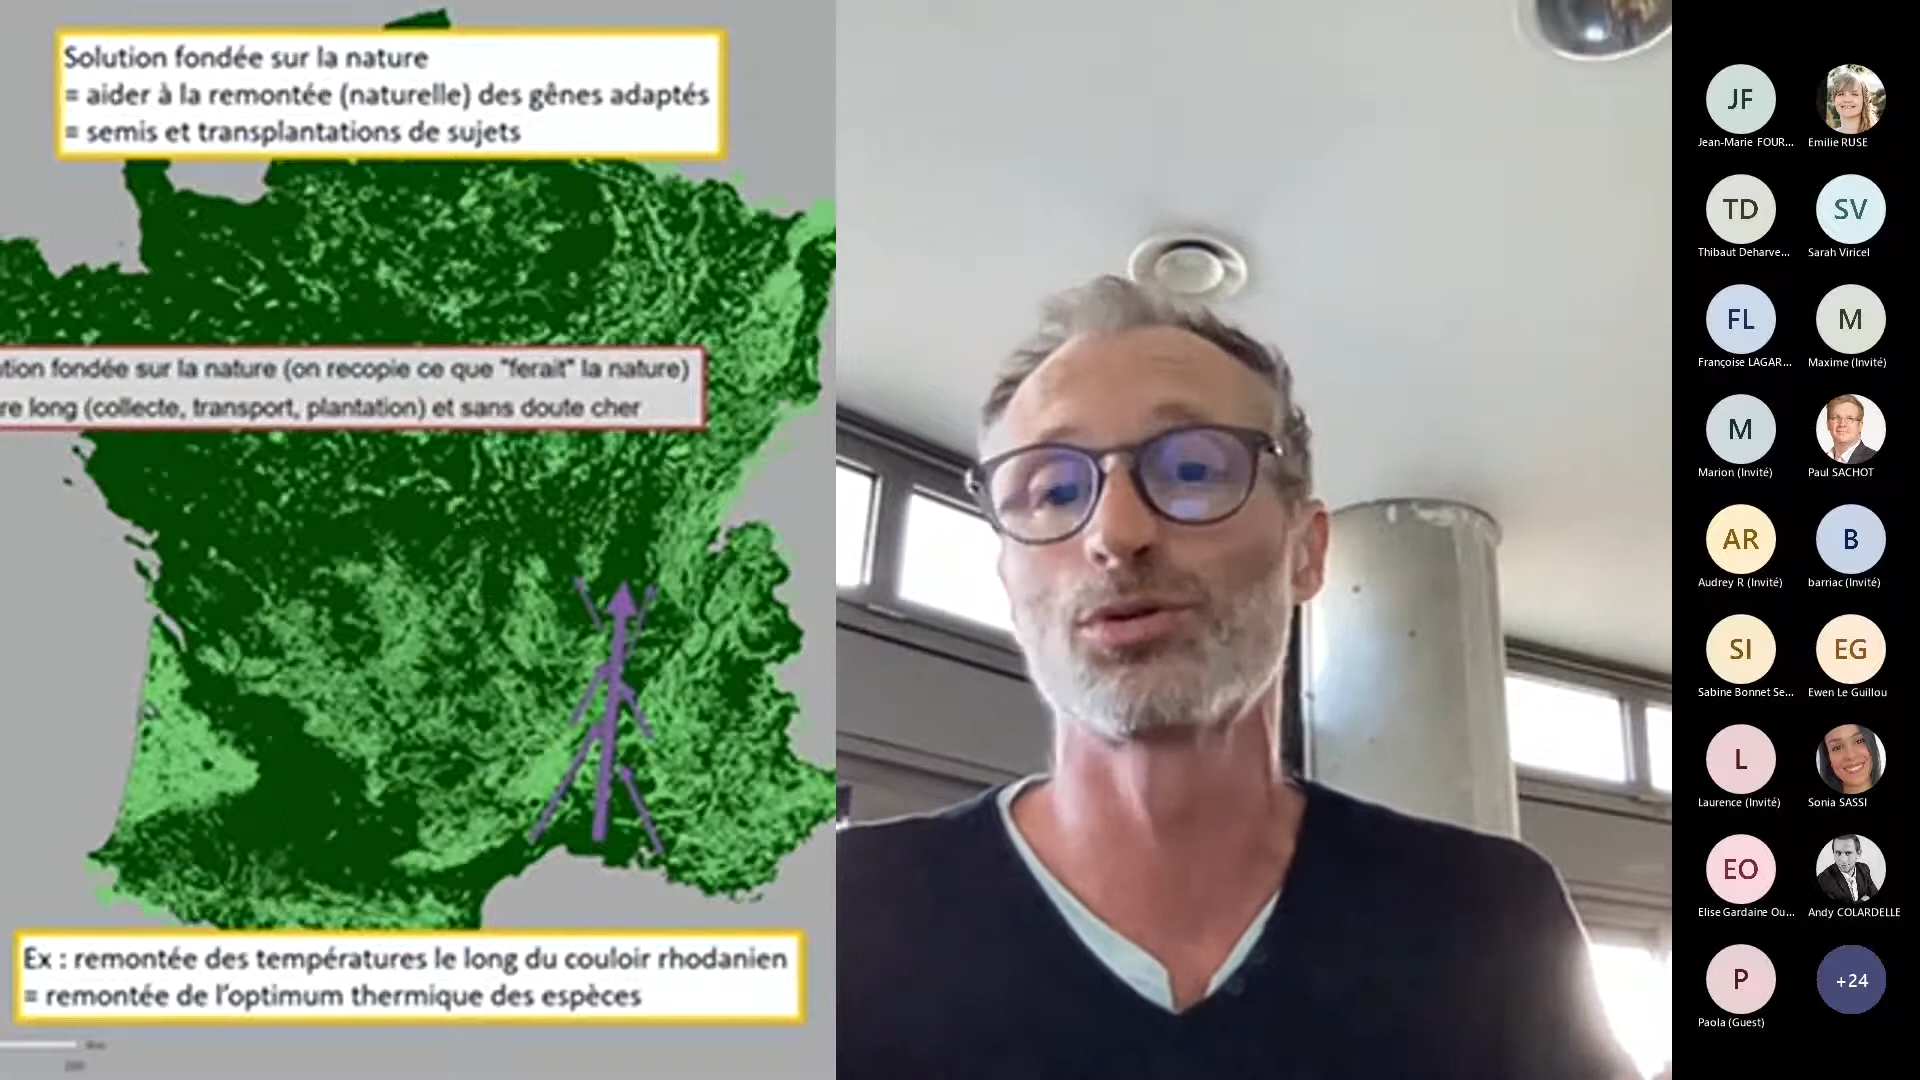 Solution fondée sur la nature
= aider à la remontée (naturelle) des gênes adaptés
= semis et transplantations de sujets
fondée sur la nature (on recopie ce que "ferait" la nature)
long (collecte, transport, plantation) et sans doute cher
Ex : remontée des températures le long du couloir rhodanien
= remontée de l'optimum thermique des espèces
JF
Jean-Marie FOUR...
Emilie RUSE
TD
Thibaut Deharve...
SV
Sarah Viricel
FL
Françoise LAGAR...
M
Maxime (Invité)
M
Marion (Invité)
Paul SACHOT
AR
Audrey R (Invité)
B
barriac (Invité)
SI
Sabine Bonnet Se...
EG
Ewen Le Guillou
L
Laurence (Invité)
Sonia SASSI
EO
Elise Gardaine Ou...
Andy COLARDELLE
P
Paola (Guest)
+24